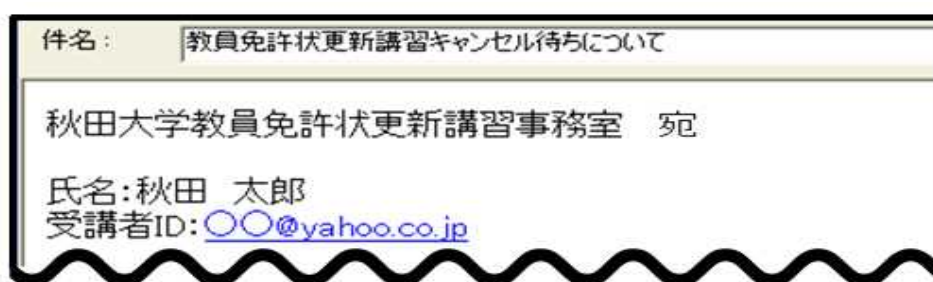 件名: 教員免許状更新講習キャンセル待ちについて
秋田大学教員免許状更新講習事務室　宛
氏名:秋田　太郎
受講者ID:〇〇@yahoo.co.jp